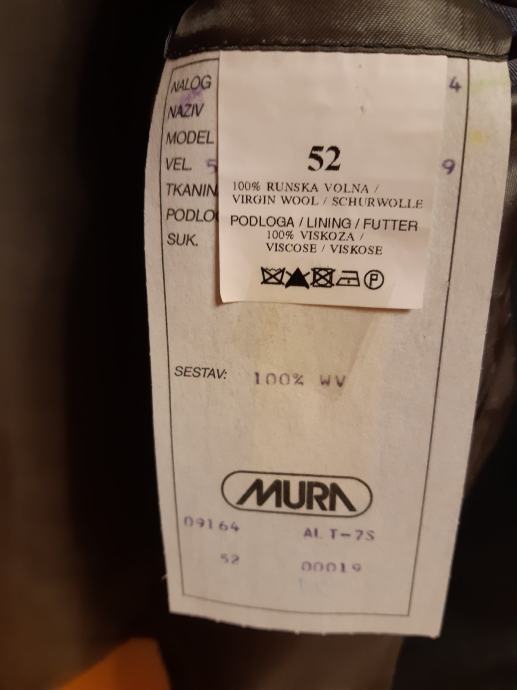 NALOG 4
NAZIV
MODEL
VEL. 5 9
52
100% RUNSKA VOLNA /
VIRGIN WOOL / SCHURWOLLE
PODLOGA / LINING / FUTTER
100% VISKOZA /
VISCOSE / VISKOSE
P
TKANIN
PODLO
SUK.
SESTAV: 100% WV
MURA
09164 ALT-7S
52 00019